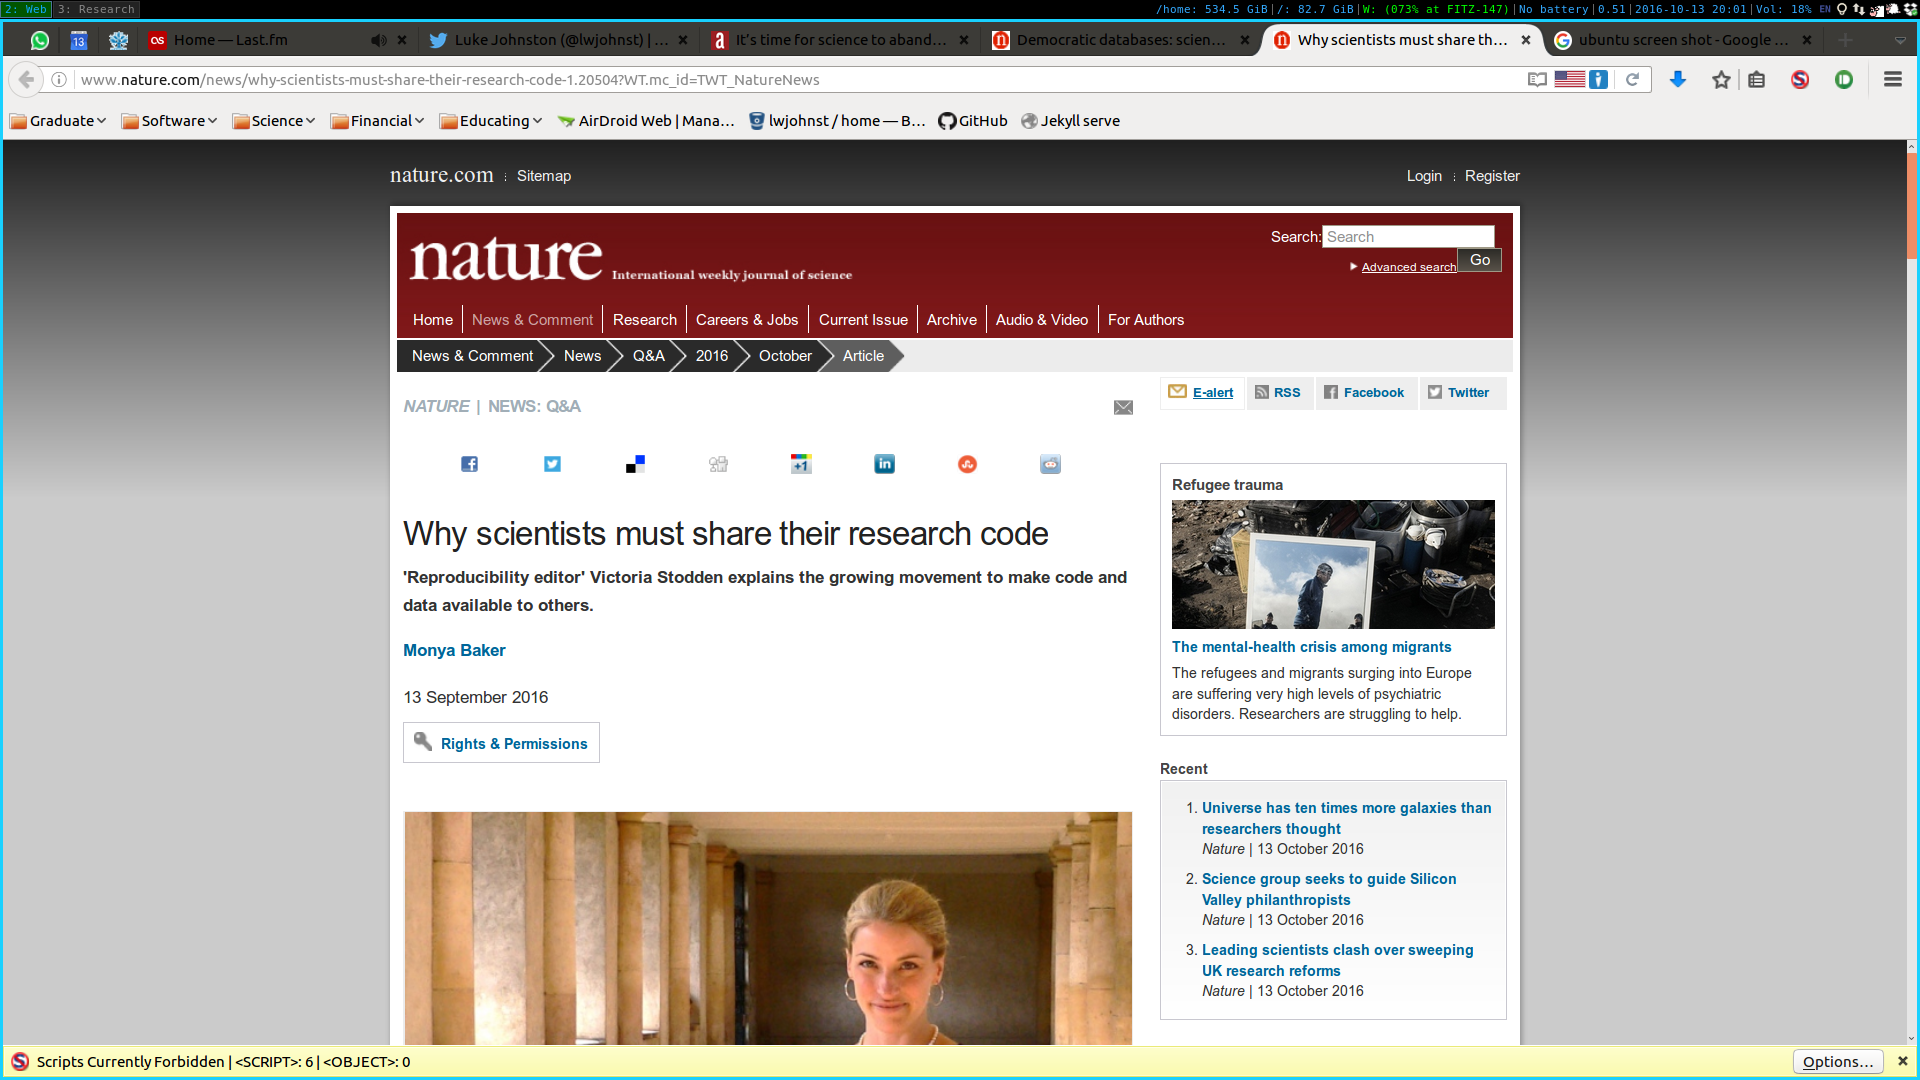 2: Web 3: Research /home: 534.5 GiB|/: 82.7 GiB|W: (073% at FITZ-147)|No battery|0.51|2016-10-13 20:01|Vol: 18% EN
13 Home — Last.fm Luke Johnston (@lwjohnst) | ... It's time for science to aband... Democratic databases: scien... Why scientists must share th... ubuntu screen shot - Google ...
www.nature.com/news/why-scientists-must-share-their-research-code-1.20504?WT.mc_id=TWT_NatureNews
Graduate Software Science Financial Educating AirDroid Web | Mana... lwjohnst / home — B... GitHub Jekyll serve
nature.com Sitemap Login Register
nature International weekly journal of science
Search: Search
Advanced search Go
Home News & Comment Research Careers & Jobs Current Issue Archive Audio & Video For Authors
News & Comment News Q&A 2016 October Article
NATURE | NEWS: Q&A
E-alert RSS Facebook Twitter
+1 in
Why scientists must share their research code
'Reproducibility editor' Victoria Stodden explains the growing movement to make code and
data available to others.
Monya Baker
13 September 2016
Rights & Permissions
Refugee trauma
The mental-health crisis among migrants
The refugees and migrants surging into Europe
are suffering very high levels of psychiatric
disorders. Researchers are struggling to help.
Recent
1. Universe has ten times more galaxies than
researchers thought
Nature | 13 October 2016
2. Science group seeks to guide Silicon
Valley philanthropists
Nature | 13 October 2016
3. Leading scientists clash over sweeping
UK research reforms
Nature | 13 October 2016
Scripts Currently Forbidden | <SCRIPT>: 6 | <OBJECT>: 0 Options...